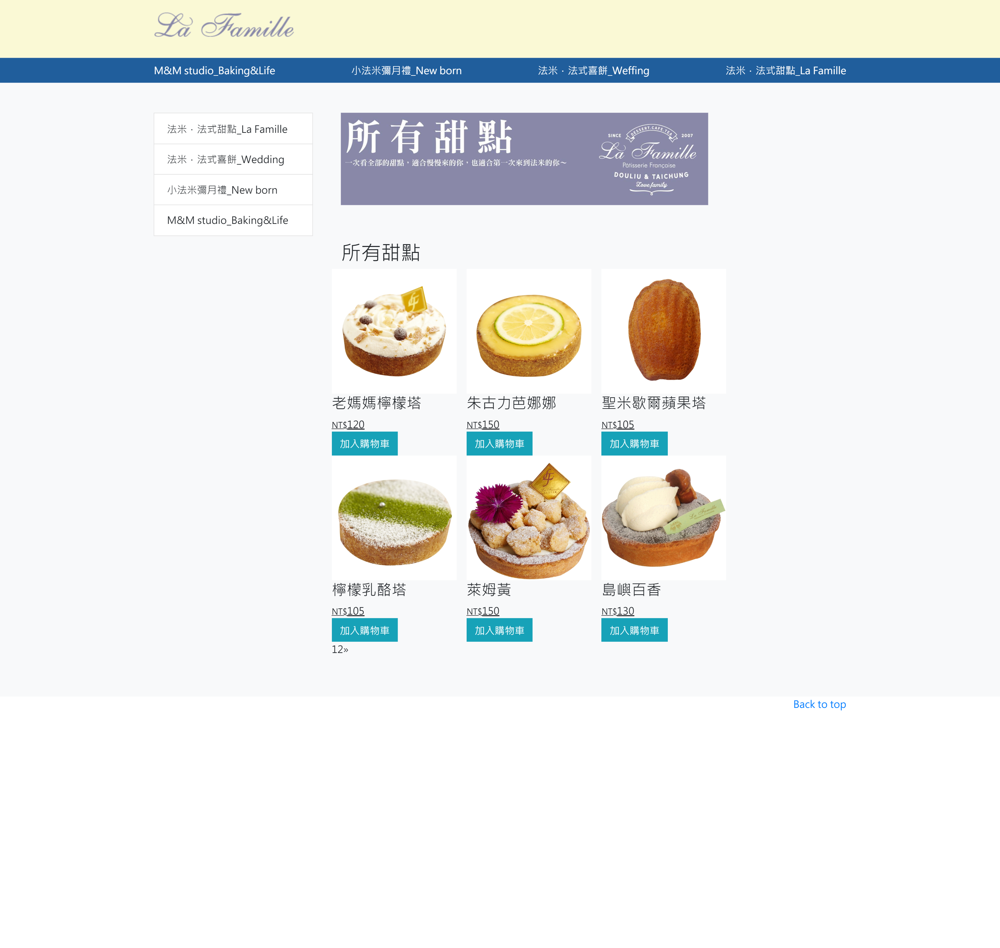 La Famille
M&M studio_Baking&Life
小法米彌月禮_New born
法米．法式喜餅_Weffing
法米．法式甜點_La Famille
法米．法式甜點_La Famille
法米．法式喜餅_Wedding
小法米彌月禮_New born
M&M studio_Baking&Life
所有甜點
一次看全部的甜點，適合慢慢來的你，也適合第一次來到法米的你～
DESSERT.CAFE.TEA
SINCE 2007
La Famille
Pâtisserie Française
DOULIU & TAICHUNG
Love family
所有甜點
老媽媽檸檬塔
NT$120
加入購物車
朱古力芭娜娜
NT$150
加入購物車
聖米歇爾蘋果塔
NT$105
加入購物車
檸檬乳酪塔
NT$105
加入購物車
La Famille
萊姆黃
NT$150
加入購物車
La Famille
島嶼百香
NT$130
加入購物車
12»
Back to top